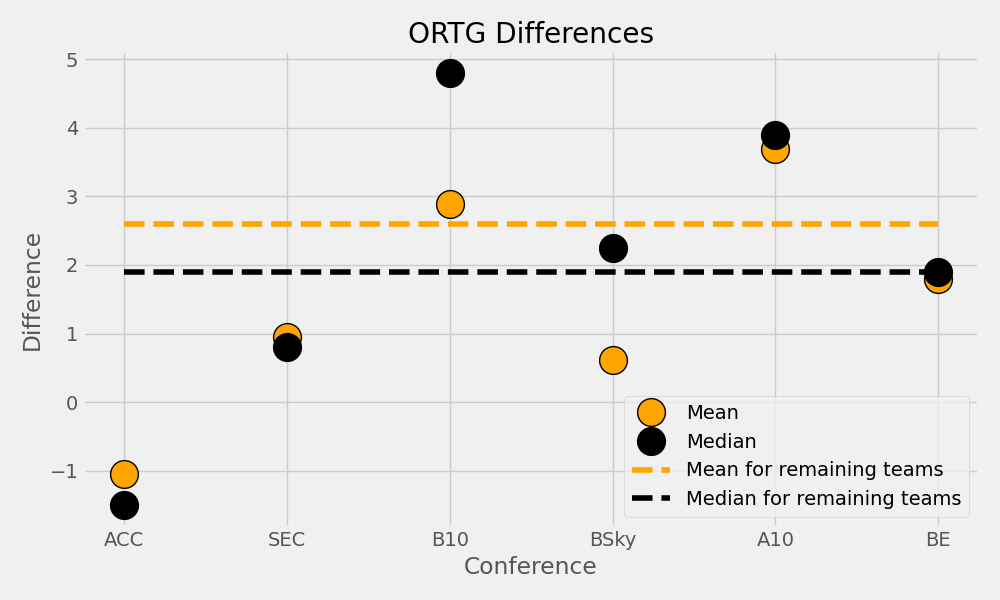 ORTG Differences
5
4
3
2
1
0
−1
Difference
ACC SEC B10 BSky A10 BE
Conference
Mean
Median
Mean for remaining teams
Median for remaining teams